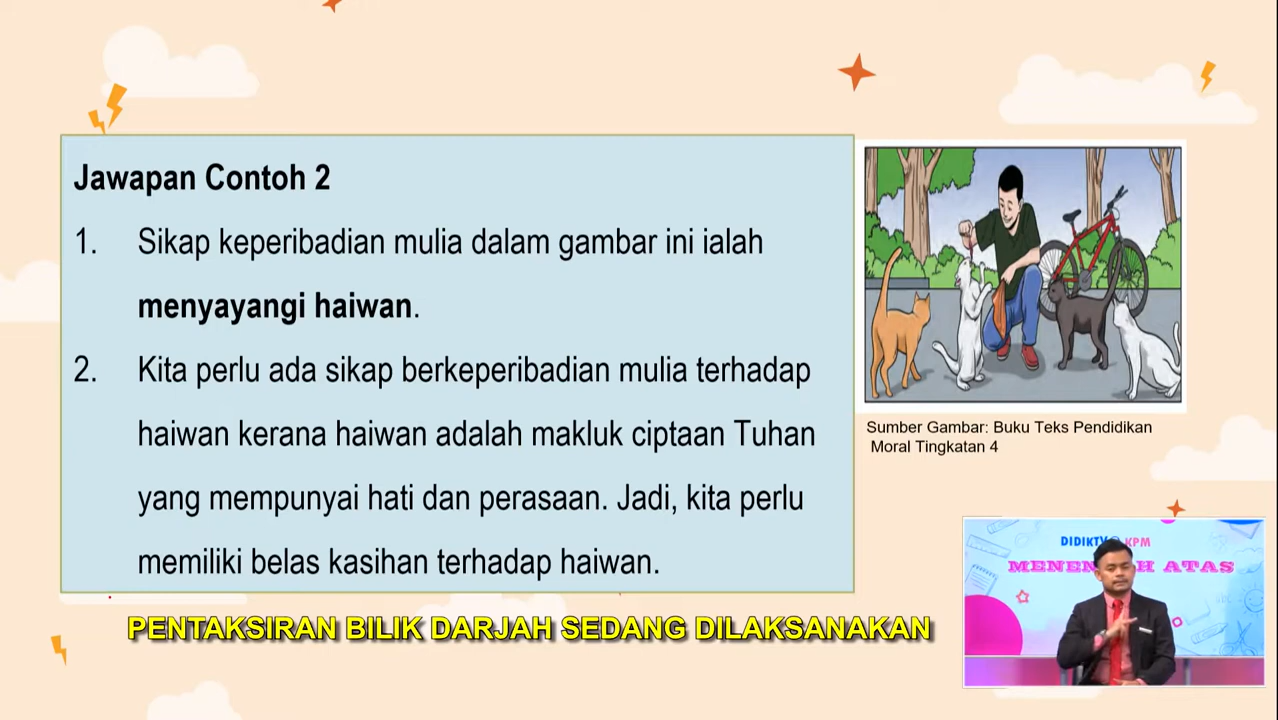 Jawapan Contoh 2
1. Sikap keperibadian mulia dalam gambar ini ialah
menyayangi haiwan.
2. Kita perlu ada sikap berkeperibadian mulia terhadap
haiwan kerana haiwan adalah makluk ciptaan Tuhan
yang mempunyai hati dan perasaan. Jadi, kita perlu
memiliki belas kasihan terhadap haiwan.
Sumber Gambar: Buku Teks Pendidikan
Moral Tingkatan 4
PENTAKSIRAN BILIK DARJAH SEDANG DILAKSANAKAN
KPM
ATAS